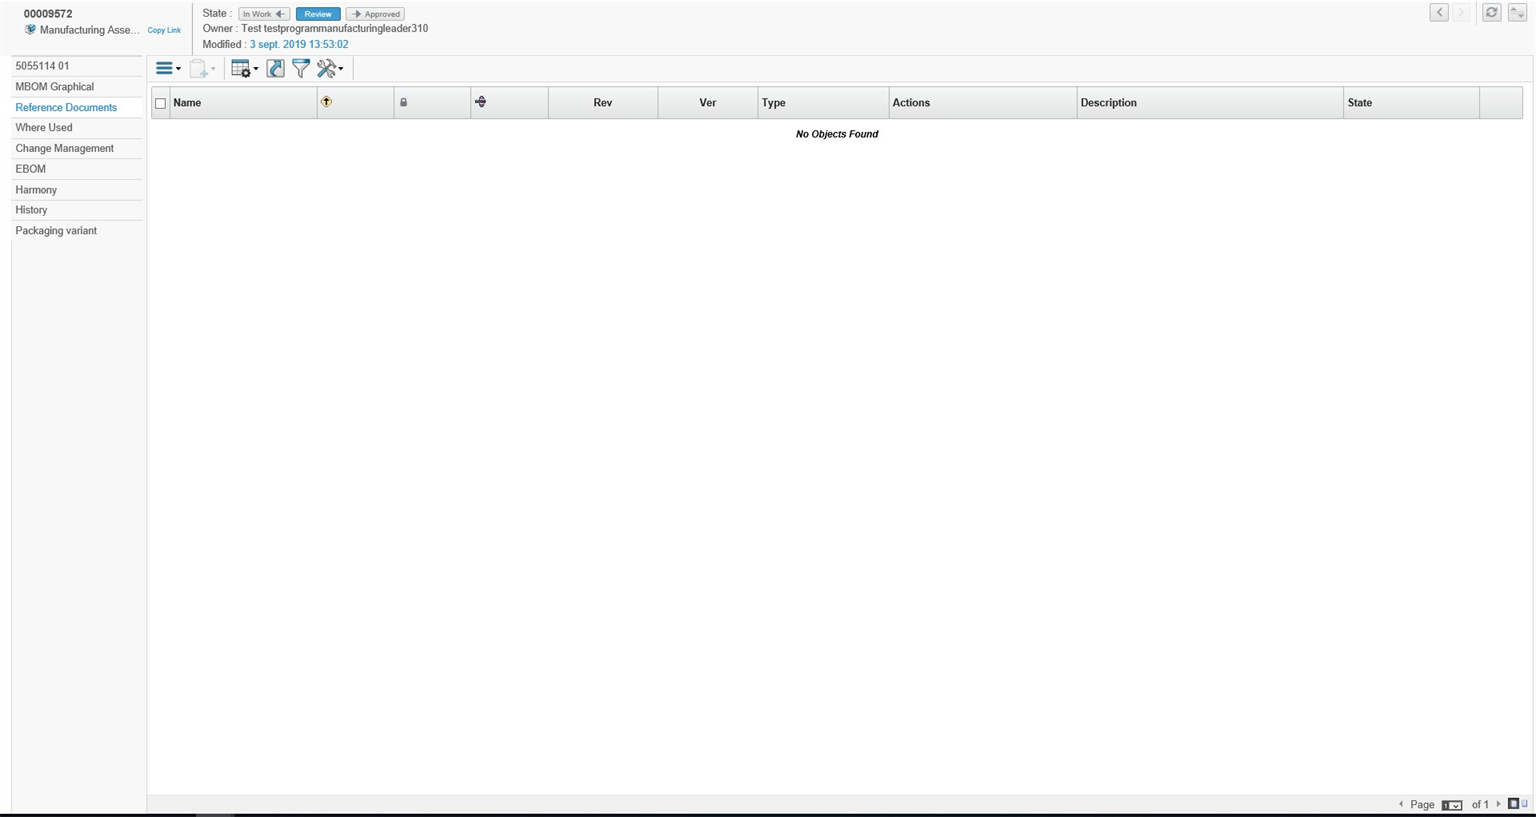 00009572
Manufacturing Asse... Copy Link
State : In Work Review Approved
Owner : Test testprogrammanufacturingleader310
Modified : 3 sept. 2019 13:53:02
5055114 01
MBOM Graphical
Reference Documents
Where Used
Change Management
EBOM
Harmony
History
Packaging variant
Name Rev Ver Type Actions Description State
No Objects Found
Page 1 of 1